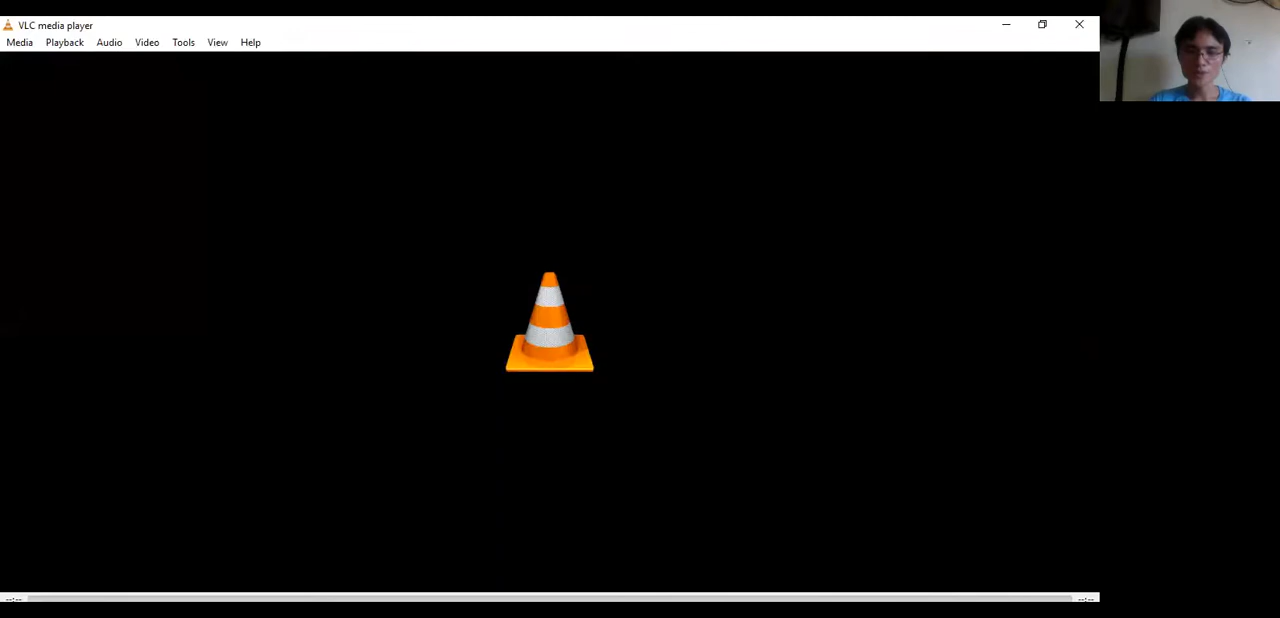 VLC media player
Media Playback Audio Video Tools View Help
--:-- --:--